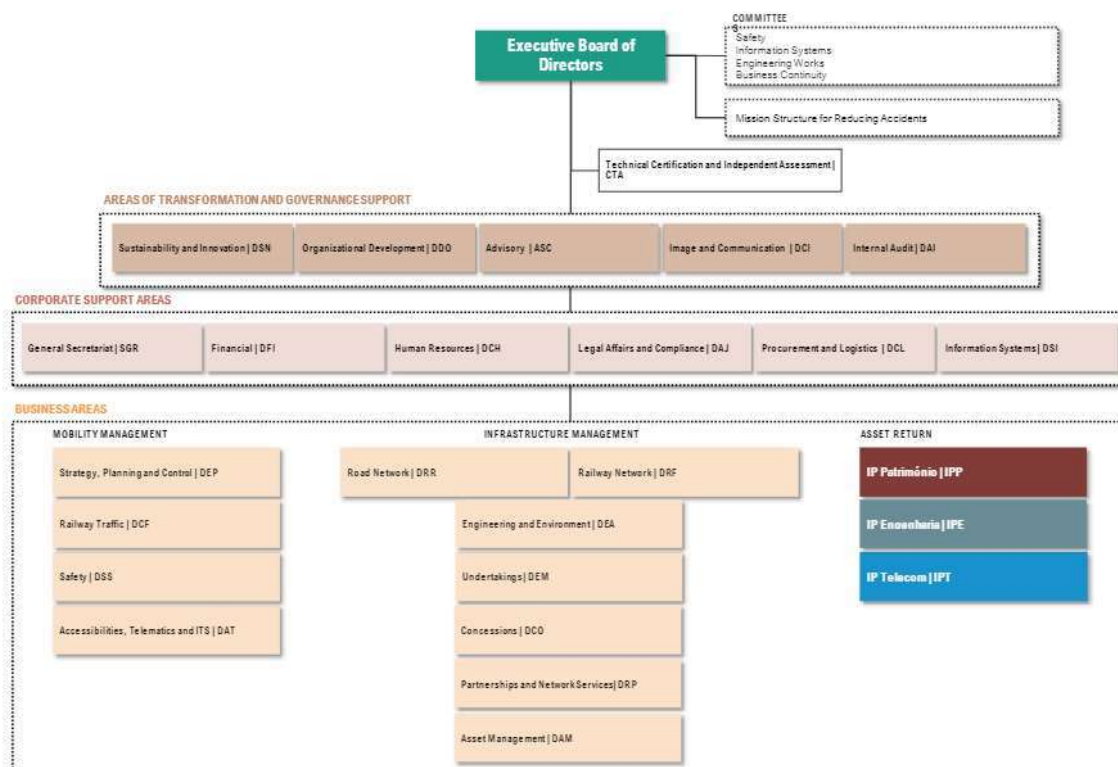 COMMITTEE
S
Safety
Information Systems
Engineering Works
Business Continuity
Executive Board of
Directors
Mission Structure for Reducing Accidents
Technical Certification and Independent Assessment|
CTA
AREAS OF TRANSFORMATION AND GOVERNANCE SUPPORT
Sustainability and Innovation | DSN
Organizational Development | DDO
Advisory | ASC
Image and Communication | DCI
Internal Audit | DAI
CORPORATE SUPPORT AREAS
General Secretariat | SGR
Financial | DFI
Human Resources | DCH
Legal Affairs and Compliance | DAJ
Procurement and Logistics | DCL
Information Systems | DSI
BUSINESS AREAS
MOBILITY MANAGEMENT
INFRASTRUCTURE MANAGEMENT
ASSET RETURN
Strategy, Planning and Control | DEP
Road Network | DRR
Railway Network | DRF
IP Património | IPP
Railway Traffic | DCF
Engineering and Environment | DEA
IP Engenharia | IPE
Safety | DSS
Undertakings | DEM
IP Telecom | IPT
Accessibilities, Telematics and ITS | DAT
Concessions | DCO
Partnerships and Network Services| DRP
Asset Management | DAM